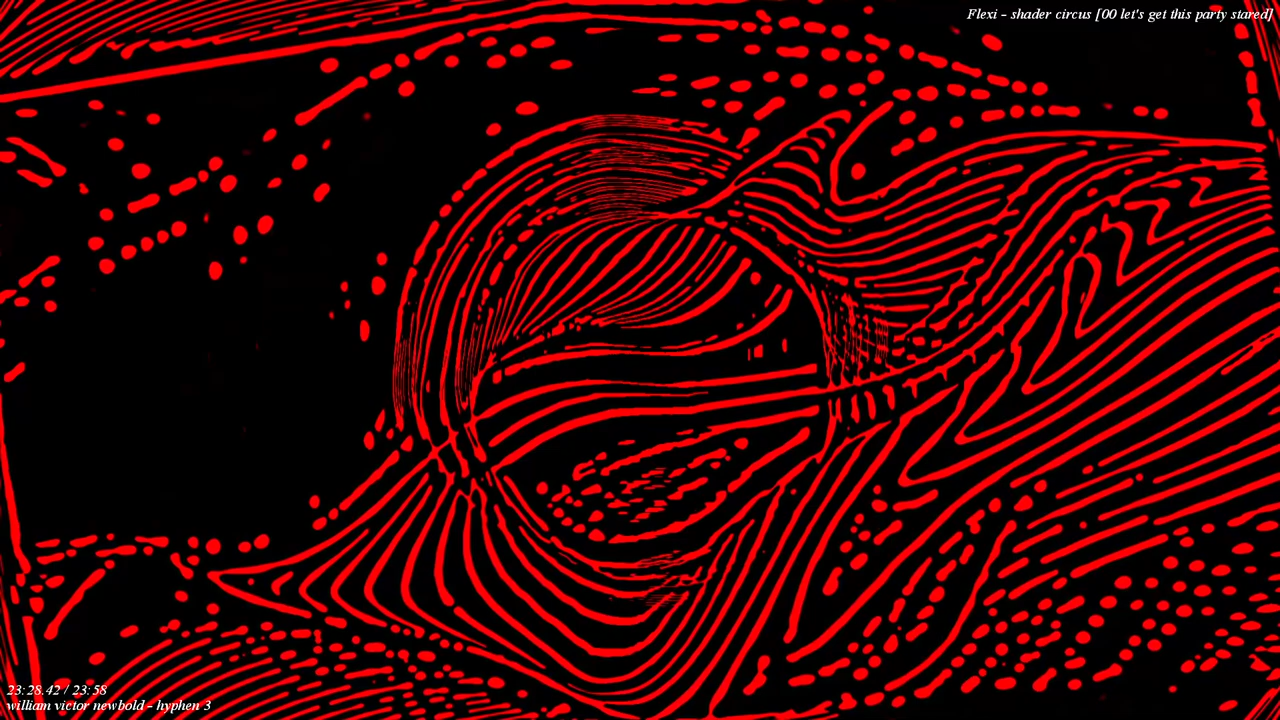 Flexi - shader circus [00 let's get this party stared]
23:28.42 / 23:58
william victor newbold - hyphen 3